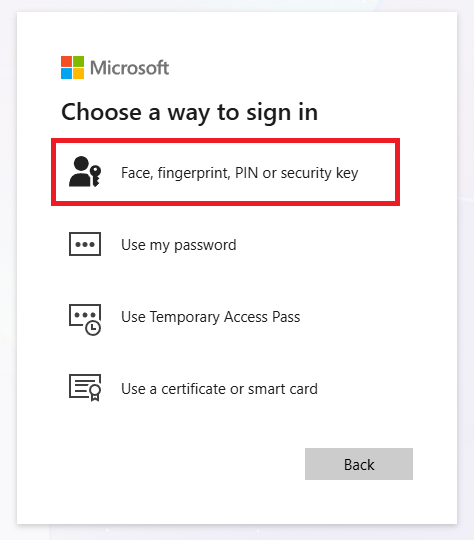 Microsoft
Choose a way to sign in
Face, fingerprint, PIN or security key
Use my password
Use Temporary Access Pass
Use a certificate or smart card
Back